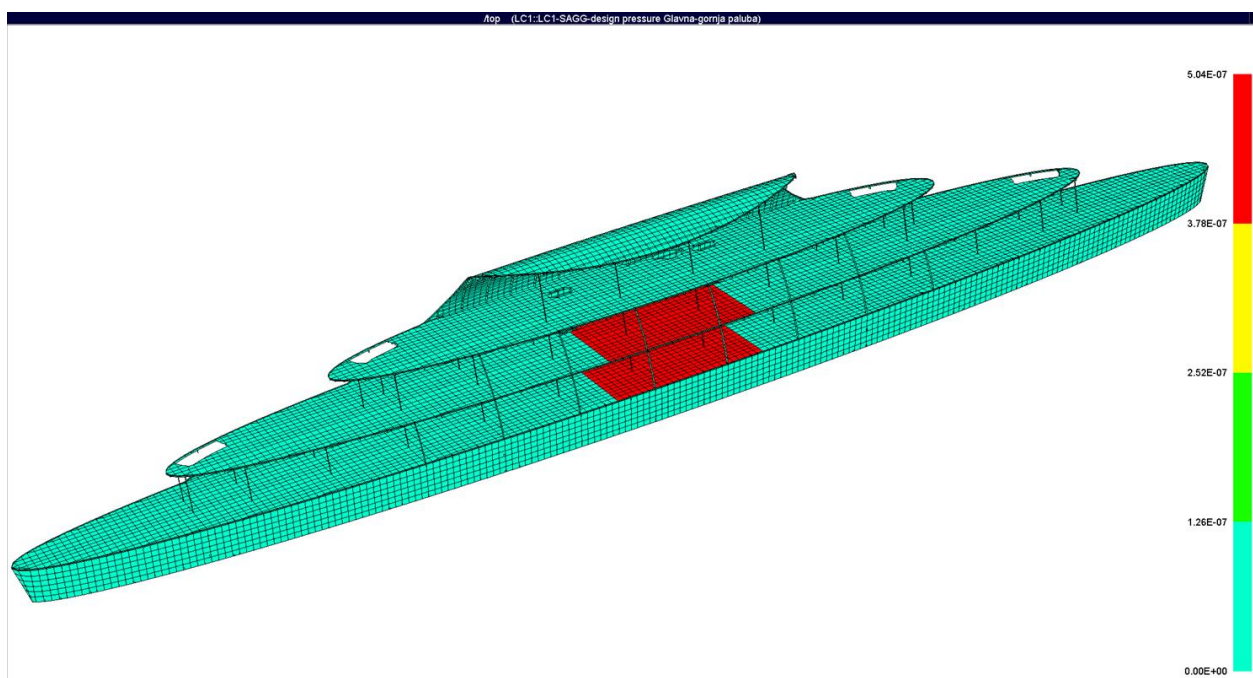 /top (LC1::LC1-SAGG-design pressure Glavna-gornja paluba)
5.04E-07
3.78E-07
2.52E-07
1.26E-07
0.00E+00